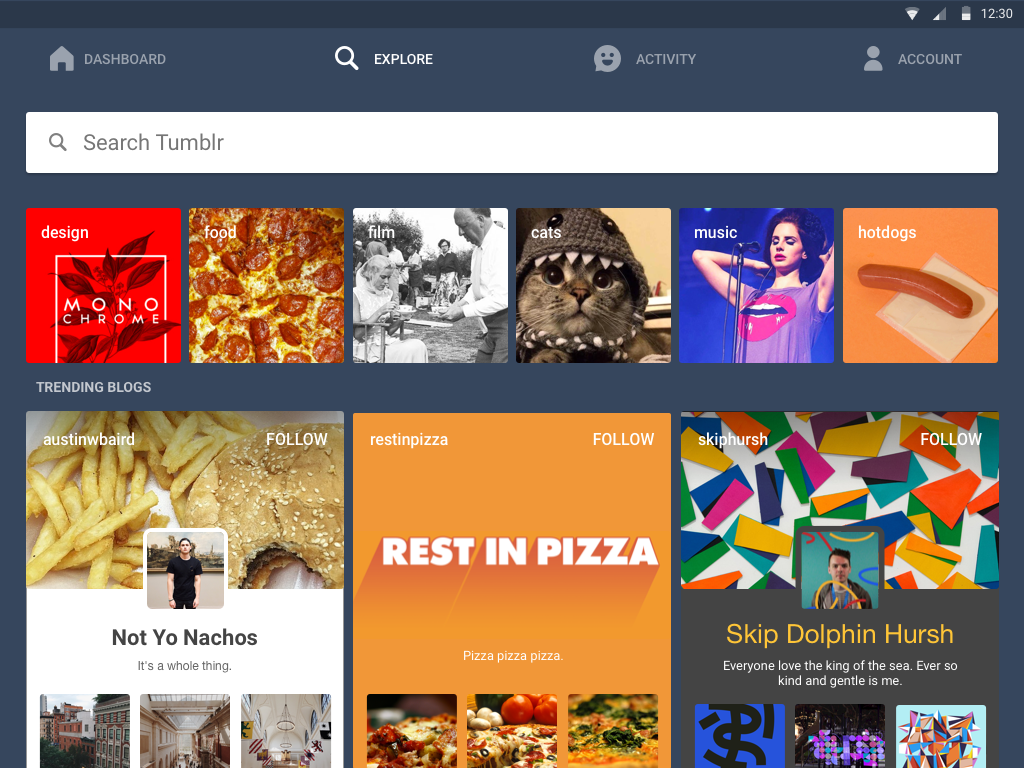 12:30
DASHBOARD
EXPLORE
ACTIVITY
ACCOUNT
Search Tumblr
design
food
film
cats
music
hotdogs
MONO
CHROME
TRENDING BLOGS
austinwbaird
FOLLOW
restinpizza
FOLLOW
skiphursh
FOLLOW
REST IN PIZZA
Not Yo Nachos
It's a whole thing.
Pizza pizza pizza.
Skip Dolphin Hursh
Everyone love the king of the sea. Ever so
kind and gentle is me.